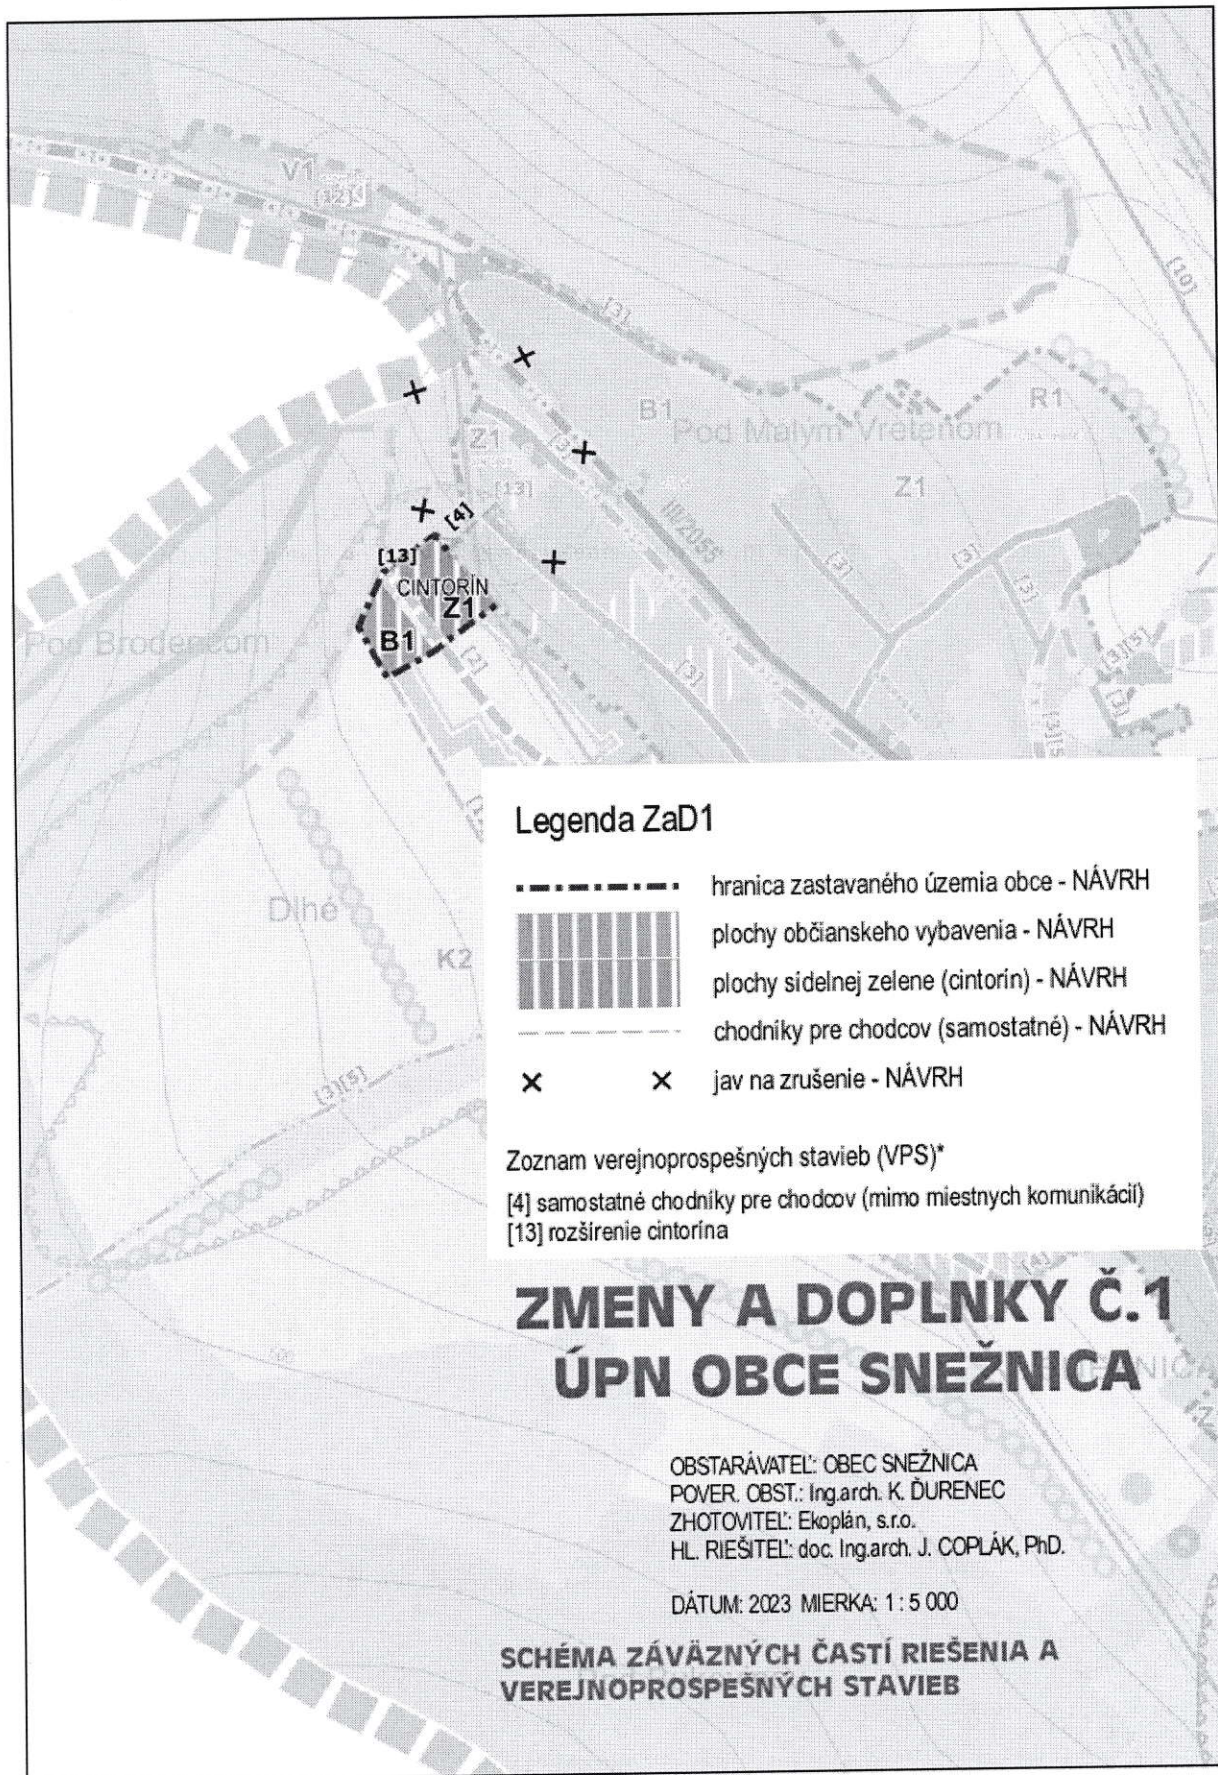 V1
[12]
[3]
[10]
B1
R1
Pod Malým Vretenom
Z1
[3]
Z1
[13]
III/2055
[4]
[3]
[3]
[13]
CINTORÍN
Z1
[3]
B1
Pod Brodencom
[2]
[3]
[3][5]
[3]
Dlhé
K2
[3][5]
Legenda ZaD1
hranica zastavaného územia obce - NÁVRH
plochy občianskeho vybavenia - NÁVRH
plochy sídelnej zelene (cintorín) - NÁVRH
chodníky pre chodcov (samostatné) - NÁVRH
jav na zrušenie - NÁVRH
Zoznam verejnoprospešných stavieb (VPS)*
[4] samostatné chodníky pre chodcov (mimo miestnych komunikácií)
[13] rozšírenie cintorína
ZMENY A DOPLNKY Č.1
ÚPN OBCE SNEŽNICA
OBSTARÁVATEĽ: OBEC SNEŽNICA
POVER. OBST.: Ing.arch. K. ĎURENEC
ZHOTOVITEĽ: Ekoplán, s.r.o.
HL. RIEŠITEĽ: doc. Ing.arch. J. COPLÁK, PhD.
DÁTUM: 2023 MIERKA: 1 : 5 000
SCHÉMA ZÁVÄZNÝCH ČASTÍ RIEŠENIA A
VEREJNOPROSPEŠNÝCH STAVIEB